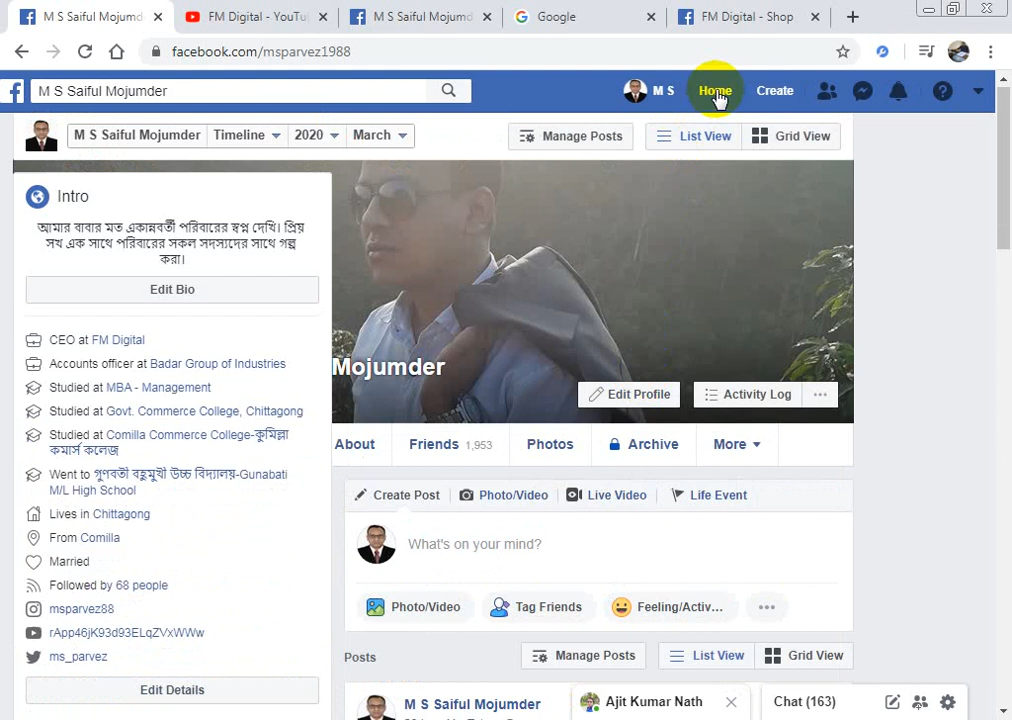 M S Saiful Mojumd
FM Digital - YouTu
M S Saiful Mojumd
Google
FM Digital - Shop
facebook.com/msparvez1988
M S Saiful Mojumder
M S
Home
Create
M S Saiful Mojumder
Timeline
2020
March
Manage Posts
List View
Grid View
Intro
আমার বাবার মত একান্নবর্তী পরিবারের স্বপ্ন দেখি। প্রিয়
সখ এক সাথে পরিবারের সকল সদস্যদের সাথে গল্প
করা।
Edit Bio
CEO at FM Digital
Accounts officer at Badar Group of Industries
Studied at MBA - Management
Studied at Govt. Commerce College, Chittagong
Studied at Comilla Commerce College-কুমিল্লা
কমার্স কলেজ
Went to গুণবতী বহুমুখী উচ্চ বিদ্যালয়-Gunabati
M/L High School
Lives in Chittagong
From Comilla
Married
Followed by 68 people
msparvez88
rApp46jK93d93ELqZVxWWw
ms_parvez
Edit Details
Mojumder
Edit Profile
Activity Log
About
Friends 1,953
Photos
Archive
More
Create Post
Photo/Video
Live Video
Life Event
What's on your mind?
Photo/Video
Tag Friends
Feeling/Activ...
Posts
Manage Posts
List View
Grid View
M S Saiful Mojumder
Ajit Kumar Nath
Chat (163)